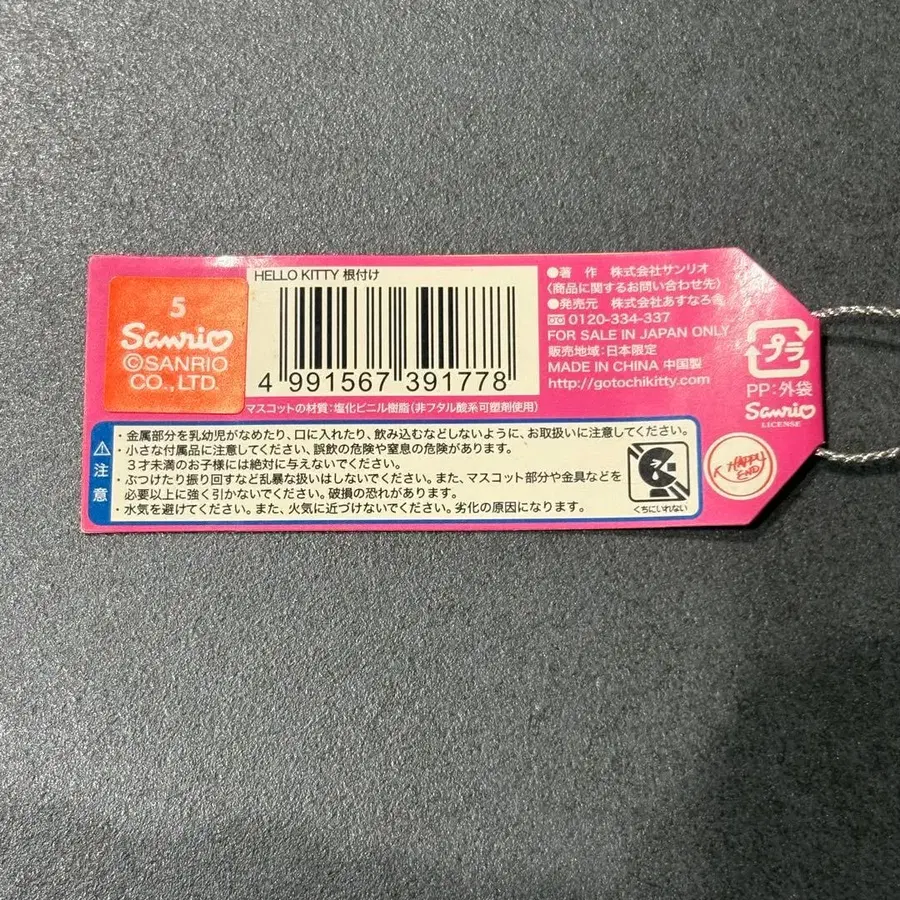 5
Sanrio
©SANRIO
CO.,LTD.
HELLO KITTY 根付け
4 991567 391778
マスコットの材質:塩化ビニル樹脂(非フタル酸系可塑剤使用)
●著 作 株式会社サンリオ
〈商品に関するお問い合わせ先〉
●発売元 株式会社あすなろ舎
0120-334-337
FOR SALE IN JAPAN ONLY
販売地域:日本限定
MADE IN CHINA 中国製
http://gotochikitty.com
プラ
PP:外袋
Sanrio
LICENSE
HAPPY
END
注意
・金属部分を乳幼児がなめたり、口に入れたり、飲み込むなどしないように、お取扱いに注意してください。
・小さな付属品に注意してください、誤飲の危険や窒息の危険があります。
3才未満のお子様には絶対に与えないでください。
・ぶつけたり振り回すなど乱暴な扱いはしないでください。また、マスコット部分や金具などを
必要以上に強く引かないでください。破損の恐れがあります。
・水気を避けてください。また、火気に近づけないでください。劣化の原因になります。
くちにいれない